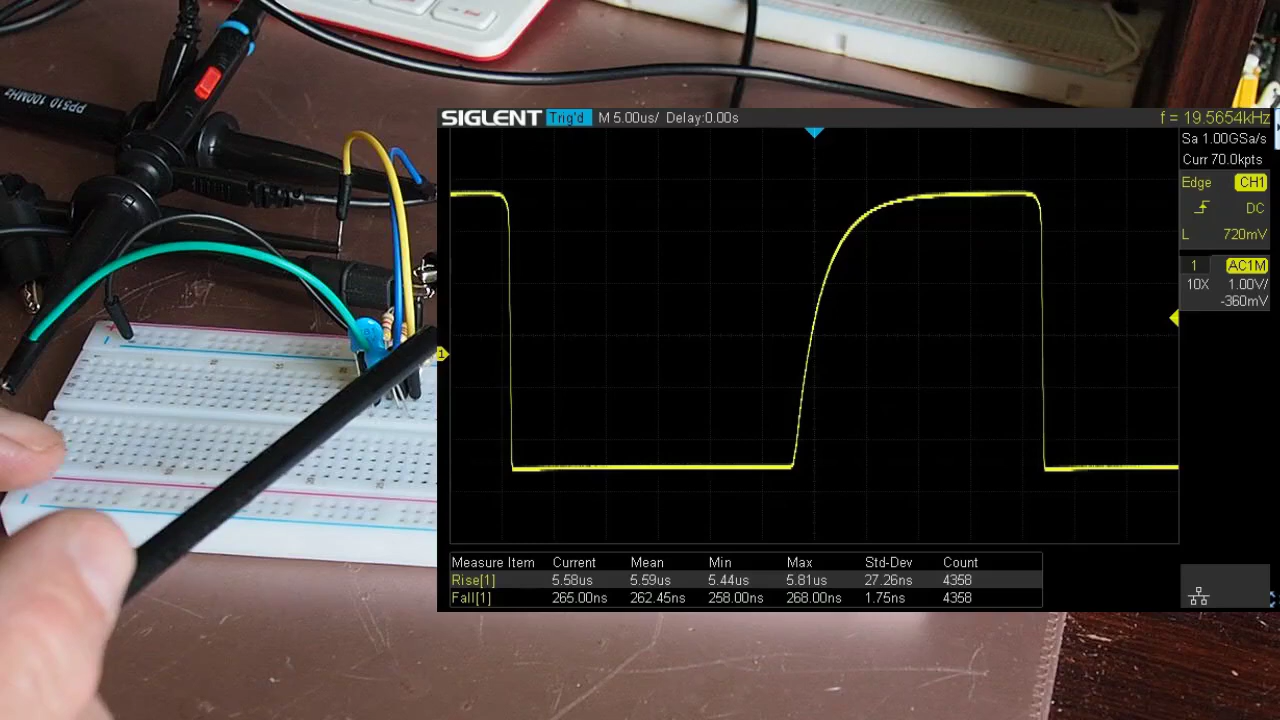 PP510 100MHz
SIGLENT Trig'd M 5.00us/ Delay:0.00s f = 19.5654kHz
Sa 1.00GSa/s
Curr 70.0kpts
Edge CH1
DC
L 720mV
1 AC1M
10X 1.00V/
-360mV
1
Measure Item Current Mean Min Max Std-Dev Count
Rise[1] 5.58us 5.59us 5.44us 5.81us 27.26ns 4358
Fall[1] 265.00ns 262.45ns 258.00ns 268.00ns 1.75ns 4358